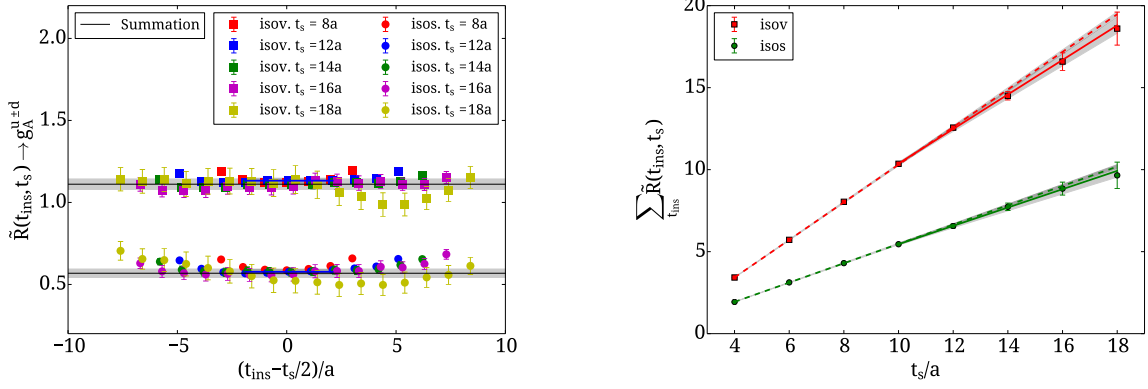 2.0
1.5
1.0
0.5
−10
−5
0
5
10
(t_ins−t_s/2)/a
R̃(t_ins, t_s)→g_A^{u±d}
Summation
isov. t_s = 8a
isov. t_s =12a
isov. t_s =14a
isov. t_s =16a
isov. t_s =18a
isos. t_s = 8a
isos. t_s =12a
isos. t_s =14a
isos. t_s =16a
isos. t_s =18a
20
15
10
5
0
4
6
8
10
12
14
16
18
t_s/a
∑_{t_ins} R̃(t_ins, t_s)
isov
isos